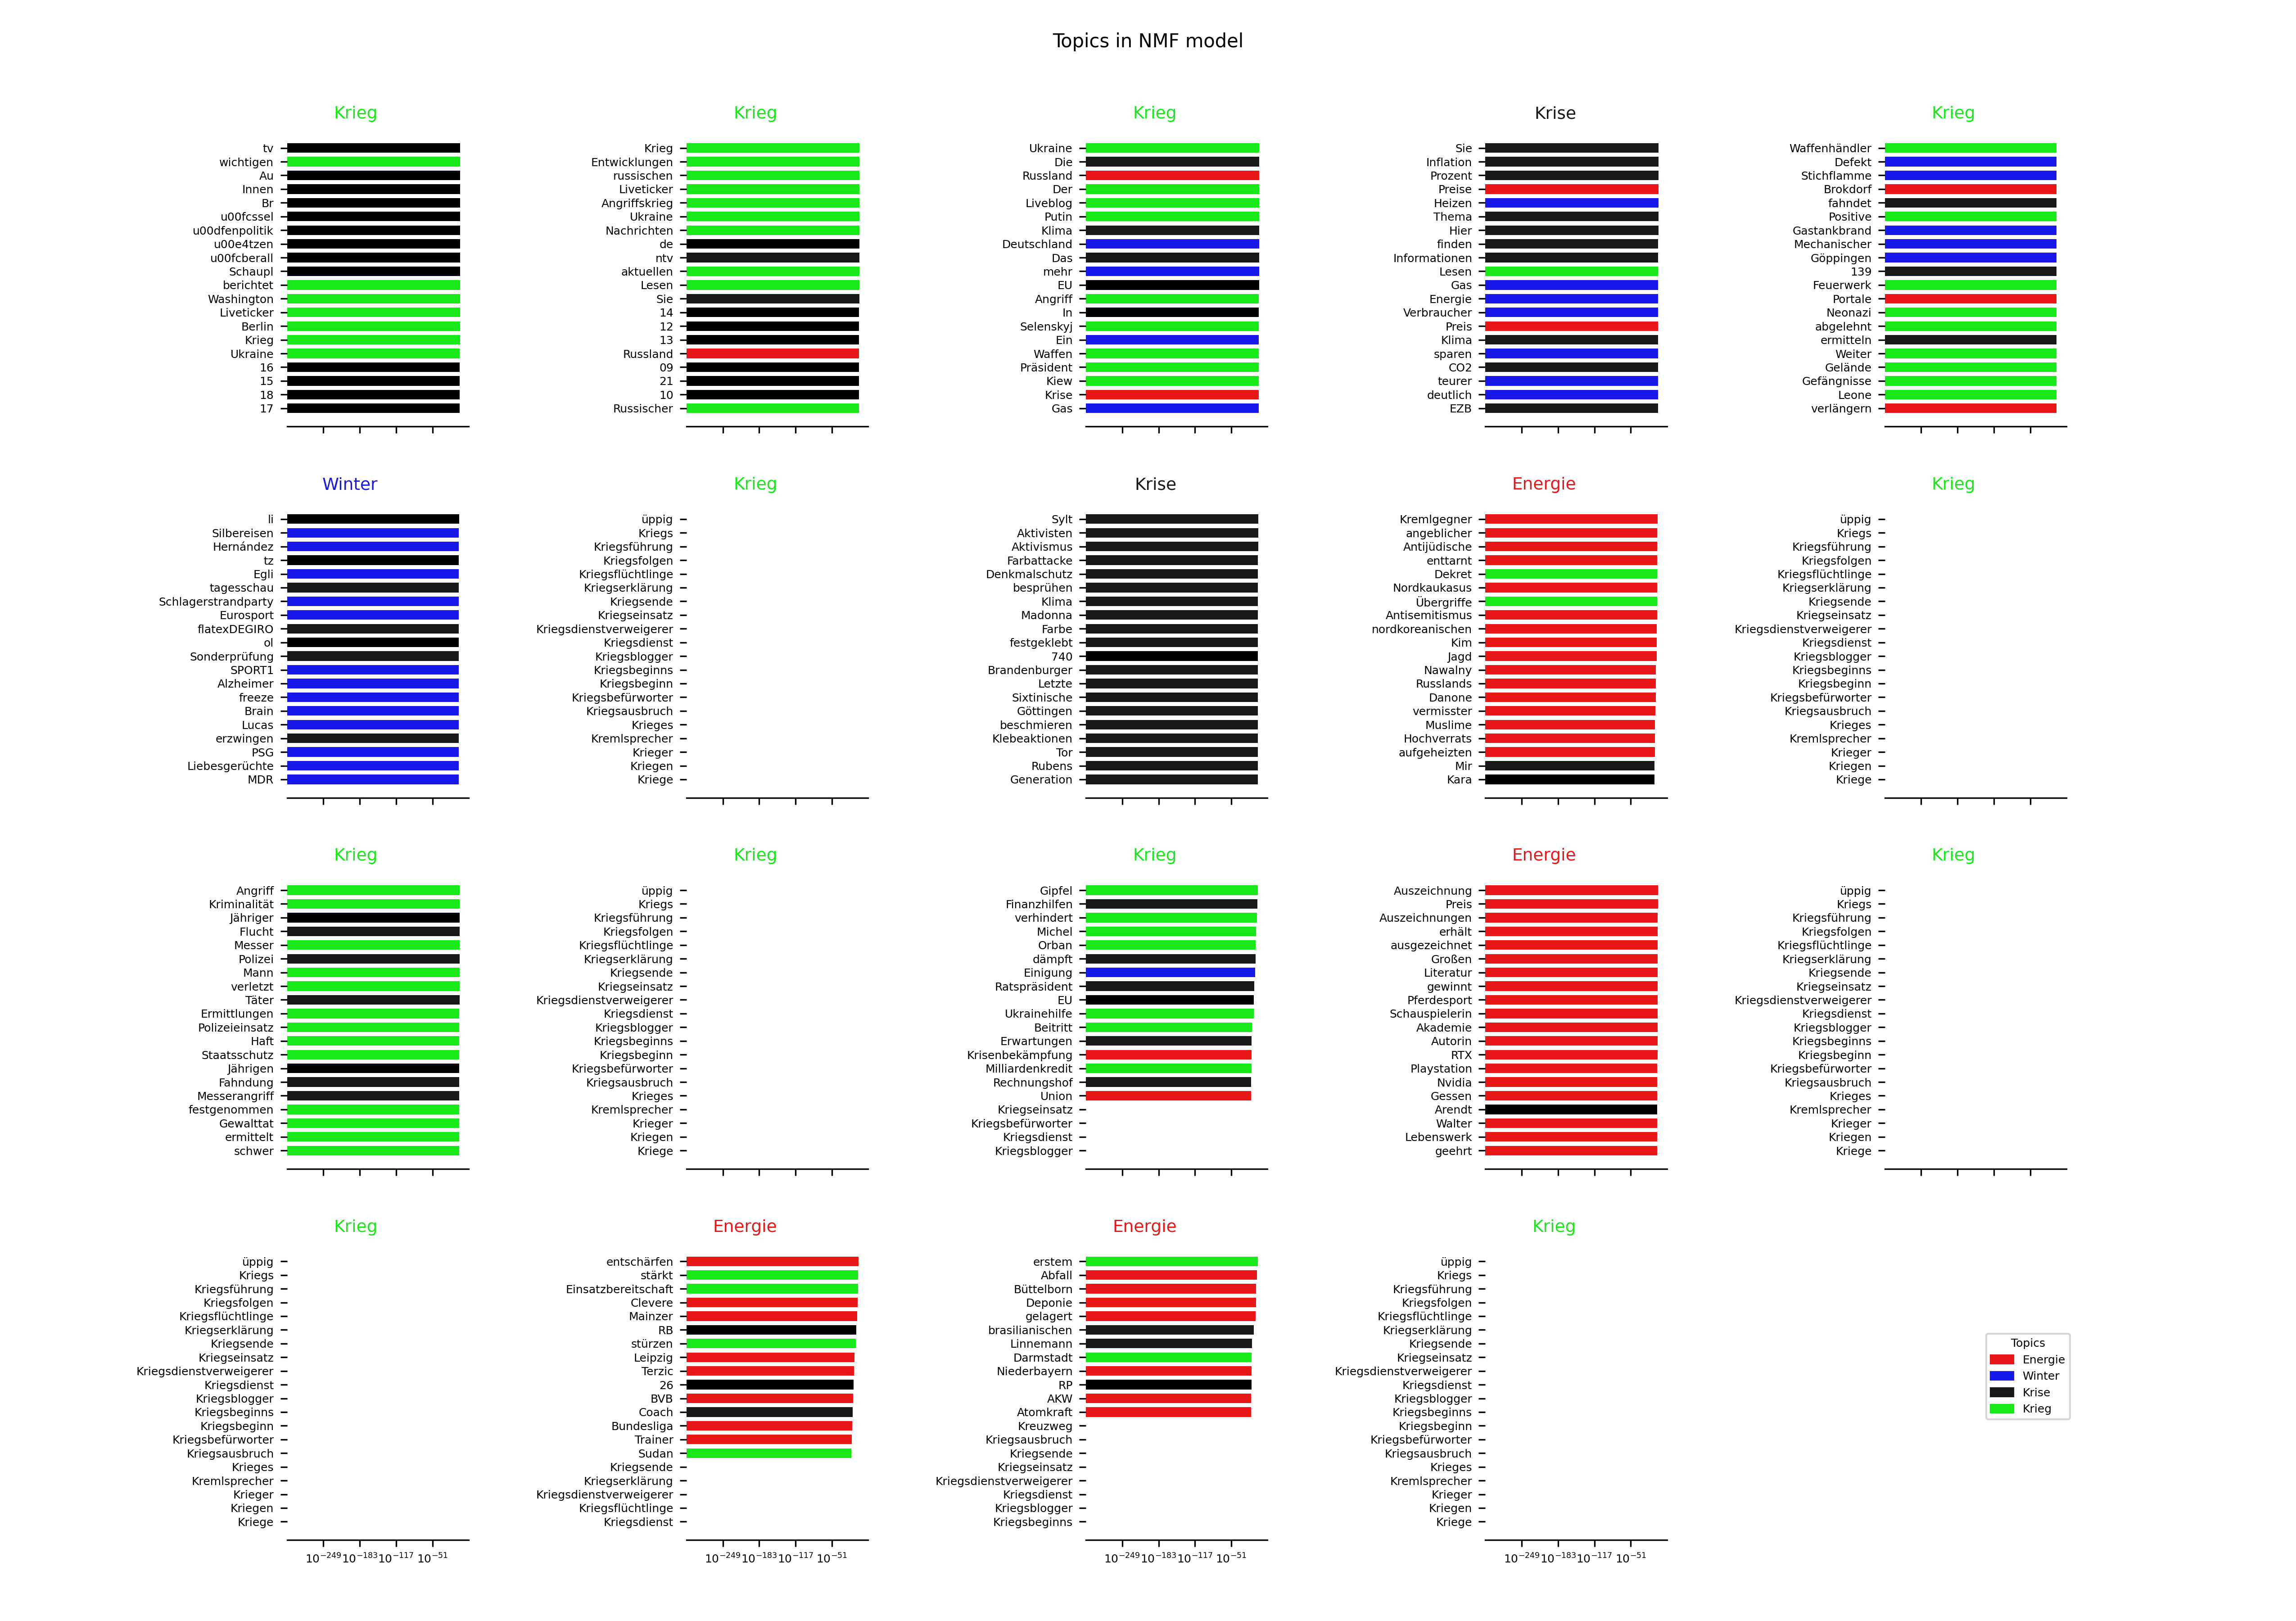 Topics in NMF model
Krieg
tv
wichtigen
Au
Innen
Br
u00fcssel
u00dfenpolitik
u00e4tzen
u00fcberall
Schaupl
berichtet
Washington
Liveticker
Berlin
Krieg
Ukraine
16
15
18
17
Krieg
Krieg
Entwicklungen
russischen
Liveticker
Angriffskrieg
Ukraine
Nachrichten
de
ntv
aktuellen
Lesen
Sie
14
12
13
Russland
09
21
10
Russischer
Krieg
Ukraine
Die
Russland
Der
Liveblog
Putin
Klima
Deutschland
Das
mehr
EU
Angriff
In
Selenskyj
Ein
Waffen
Präsident
Kiew
Krise
Gas
Krise
Sie
Inflation
Prozent
Preise
Heizen
Thema
Hier
finden
Informationen
Lesen
Gas
Energie
Verbraucher
Preis
Klima
sparen
CO2
teurer
deutlich
EZB
Krieg
Waffenhändler
Defekt
Stichflamme
Brokdorf
fahndet
Positive
Gastankbrand
Mechanischer
Göppingen
139
Feuerwerk
Portale
Neonazi
abgelehnt
ermitteln
Weiter
Gelände
Gefängnisse
Leone
verlängern
Winter
li
Silbereisen
Hernández
tz
Egli
tagesschau
Schlagerstrandparty
Eurosport
flatexDEGIRO
ol
Sonderprüfung
SPORT1
Alzheimer
freeze
Brain
Lucas
erzwingen
PSG
Liebesgerüchte
MDR
Krieg
üppig
Kriegs
Kriegsführung
Kriegsfolgen
Kriegsflüchtlinge
Kriegserklärung
Kriegsende
Kriegseinsatz
Kriegsdienstverweigerer
Kriegsdienst
Kriegsblogger
Kriegsbeginns
Kriegsbeginn
Kriegsbefürworter
Kriegsausbruch
Krieges
Kremlsprecher
Krieger
Kriegen
Kriege
Krise
Sylt
Aktivisten
Aktivismus
Farbattacke
Denkmalschutz
besprühen
Klima
Madonna
Farbe
festgeklebt
740
Brandenburger
Letzte
Sixtinische
Göttingen
beschmieren
Klebeaktionen
Tor
Rubens
Generation
Energie
Kremlgegner
angeblicher
Antijüdische
enttarnt
Dekret
Nordkaukasus
Übergriffe
Antisemitismus
nordkoreanischen
Kim
Jagd
Nawalny
Russlands
Danone
vermisster
Muslime
Hochverrats
aufgeheizten
Mir
Kara
Krieg
üppig
Kriegs
Kriegsführung
Kriegsfolgen
Kriegsflüchtlinge
Kriegserklärung
Kriegsende
Kriegseinsatz
Kriegsdienstverweigerer
Kriegsdienst
Kriegsblogger
Kriegsbeginns
Kriegsbeginn
Kriegsbefürworter
Kriegsausbruch
Krieges
Kremlsprecher
Krieger
Kriegen
Kriege
Krieg
Angriff
Kriminalität
Jähriger
Flucht
Messer
Polizei
Mann
verletzt
Täter
Ermittlungen
Polizeieinsatz
Haft
Staatsschutz
Jährigen
Fahndung
Messerangriff
festgenommen
Gewalttat
ermittelt
schwer
Krieg
üppig
Kriegs
Kriegsführung
Kriegsfolgen
Kriegsflüchtlinge
Kriegserklärung
Kriegsende
Kriegseinsatz
Kriegsdienstverweigerer
Kriegsdienst
Kriegsblogger
Kriegsbeginns
Kriegsbeginn
Kriegsbefürworter
Kriegsausbruch
Krieges
Kremlsprecher
Krieger
Kriegen
Kriege
Krieg
Gipfel
Finanzhilfen
verhindert
Michel
Orban
dämpft
Einigung
Ratspräsident
EU
Ukrainehilfe
Beitritt
Erwartungen
Krisenbekämpfung
Milliardenkredit
Rechnungshof
Union
Kriegseinsatz
Kriegsbefürworter
Kriegsdienst
Kriegsblogger
Energie
Auszeichnung
Preis
Auszeichnungen
erhält
ausgezeichnet
Großen
Literatur
gewinnt
Pferdesport
Schauspielerin
Akademie
Autorin
RTX
Playstation
Nvidia
Gessen
Arendt
Walter
Lebenswerk
geehrt
Krieg
üppig
Kriegs
Kriegsführung
Kriegsfolgen
Kriegsflüchtlinge
Kriegserklärung
Kriegsende
Kriegseinsatz
Kriegsdienstverweigerer
Kriegsdienst
Kriegsblogger
Kriegsbeginns
Kriegsbeginn
Kriegsbefürworter
Kriegsausbruch
Krieges
Kremlsprecher
Krieger
Kriegen
Kriege
Krieg
üppig
Kriegs
Kriegsführung
Kriegsfolgen
Kriegsflüchtlinge
Kriegserklärung
Kriegsende
Kriegseinsatz
Kriegsdienstverweigerer
Kriegsdienst
Kriegsblogger
Kriegsbeginns
Kriegsbeginn
Kriegsbefürworter
Kriegsausbruch
Krieges
Kremlsprecher
Krieger
Kriegen
Kriege
10⁻²⁴⁹ 10⁻¹⁸³ 10⁻¹¹⁷ 10⁻⁵¹
Energie
entschärfen
stärkt
Einsatzbereitschaft
Clevere
Mainzer
RB
stürzen
Leipzig
Terzic
26
BVB
Coach
Bundesliga
Trainer
Sudan
Kriegsende
Kriegserklärung
Kriegsdienstverweigerer
Kriegsflüchtlinge
Kriegsdienst
10⁻²⁴⁹ 10⁻¹⁸³ 10⁻¹¹⁷ 10⁻⁵¹
Energie
erstem
Abfall
Büttelborn
Deponie
gelagert
brasilianischen
Linnemann
Darmstadt
Niederbayern
RP
AKW
Atomkraft
Kreuzweg
Kriegsausbruch
Kriegsende
Kriegseinsatz
Kriegsdienstverweigerer
Kriegsdienst
Kriegsblogger
Kriegsbeginns
10⁻²⁴⁹ 10⁻¹⁸³ 10⁻¹¹⁷ 10⁻⁵¹
Krieg
üppig
Kriegs
Kriegsführung
Kriegsfolgen
Kriegsflüchtlinge
Kriegserklärung
Kriegsende
Kriegseinsatz
Kriegsdienstverweigerer
Kriegsdienst
Kriegsblogger
Kriegsbeginns
Kriegsbeginn
Kriegsbefürworter
Kriegsausbruch
Krieges
Kremlsprecher
Krieger
Kriegen
Kriege
10⁻²⁴⁹ 10⁻¹⁸³ 10⁻¹¹⁷ 10⁻⁵¹
Topics
Energie
Winter
Krise
Krieg